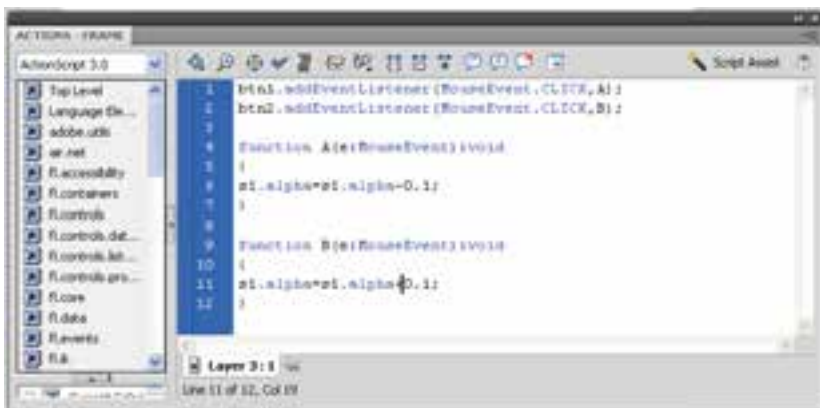 ACTIONS - FRAME
ActionScript 3.0
Script Assist
Top Level
Language Ele...
adobe.utils
air.net
fl.accessibility
fl.containers
fl.controls
fl.controls.dat...
fl.controls.list...
fl.controls.pro...
fl.core
fl.data
fl.events
fl.ik
1 btn1.addEventListener(MouseEvent.CLICK,A);
2 btn2.addEventListener(MouseEvent.CLICK,B);
3
4 function A(e:MouseEvent):void
5 {
6 s1.alpha=s1.alpha-0.1;
7 }
8
9 function B(e:MouseEvent):void
10 {
11 s1.alpha=s1.alpha+0.1;
12 }
Layer 3 : 1
Line 11 of 12, Col 19